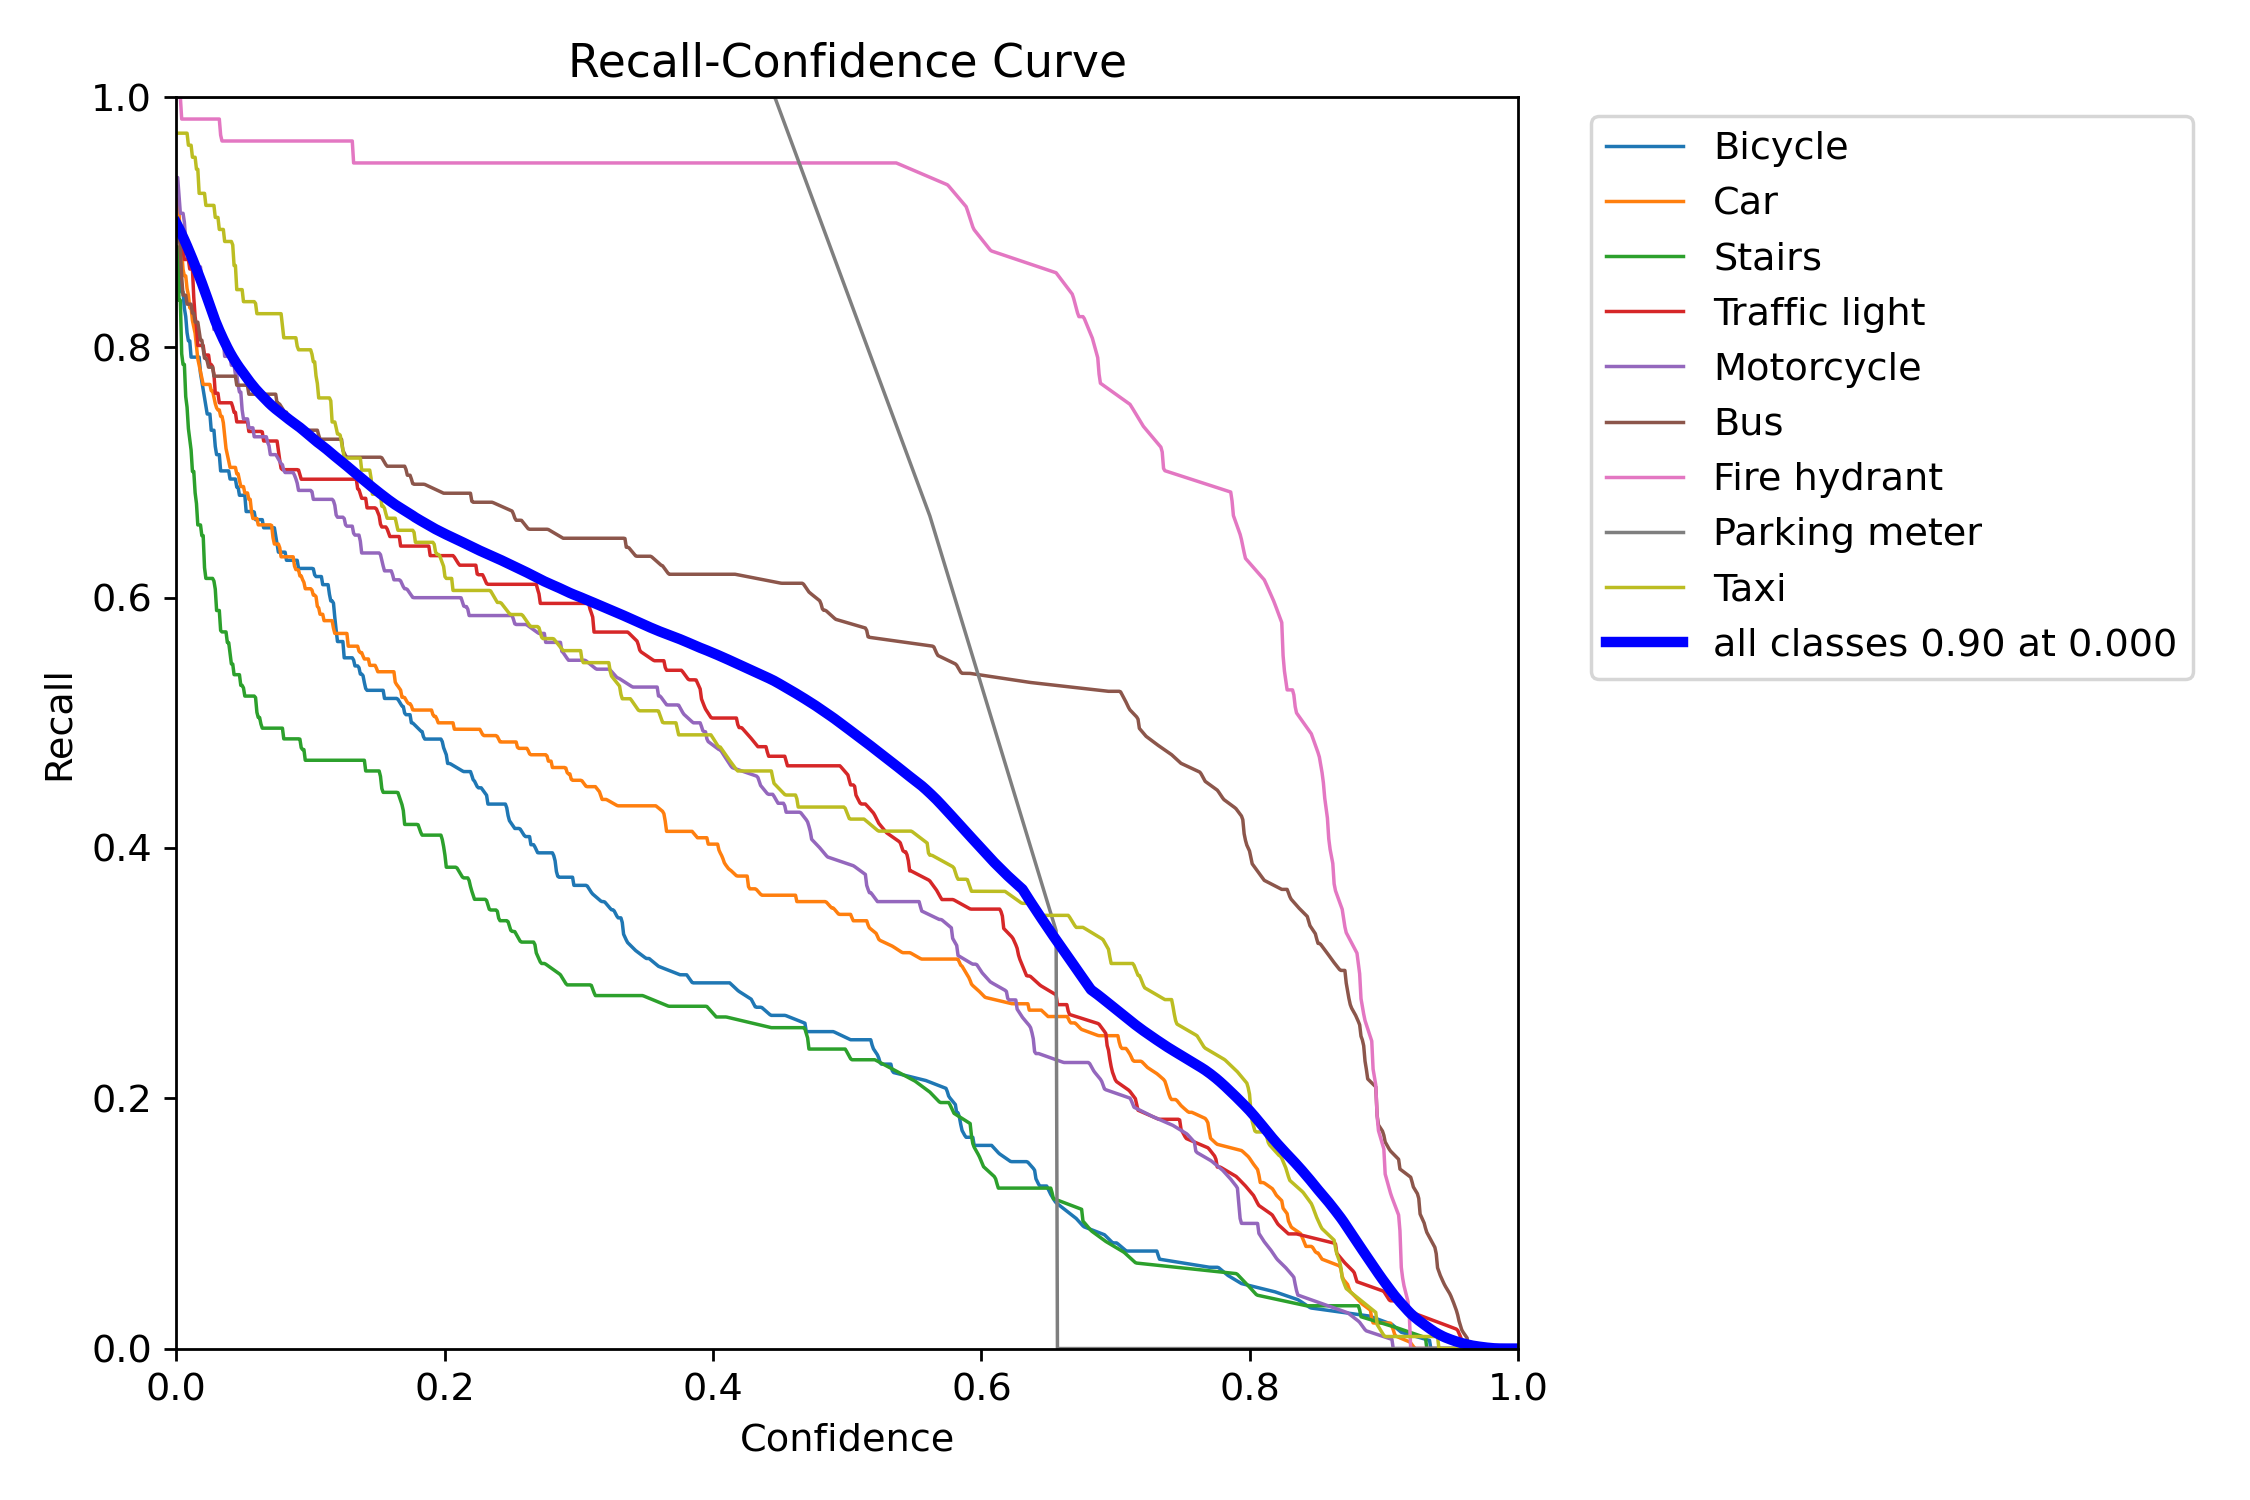 Recall-Confidence Curve
1.0
0.8
0.6
0.4
0.2
0.0
Recall
0.0 0.2 0.4 0.6 0.8 1.0
Confidence
Bicycle
Car
Stairs
Traffic light
Motorcycle
Bus
Fire hydrant
Parking meter
Taxi
all classes 0.90 at 0.000